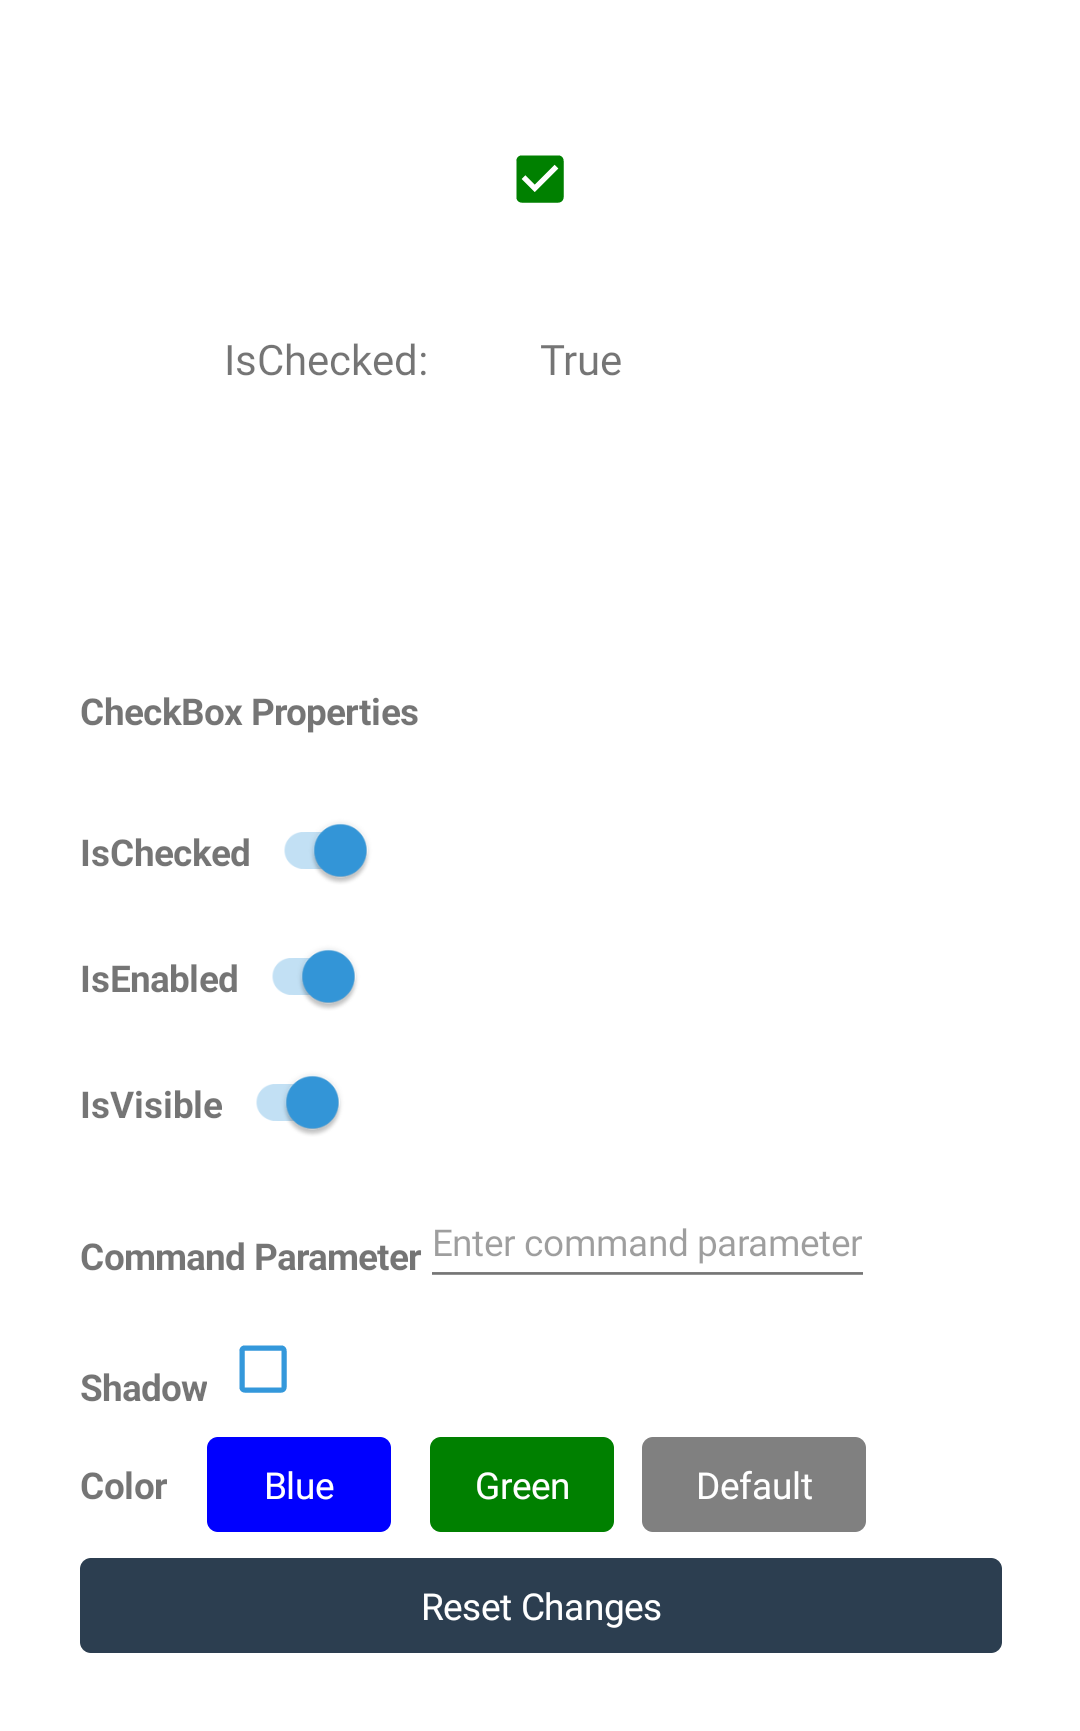 IsChecked: True
CheckBox Properties
IsChecked
IsEnabled
IsVisible
Command Parameter Enter command parameter
Shadow
Color Blue Green Default
Reset Changes